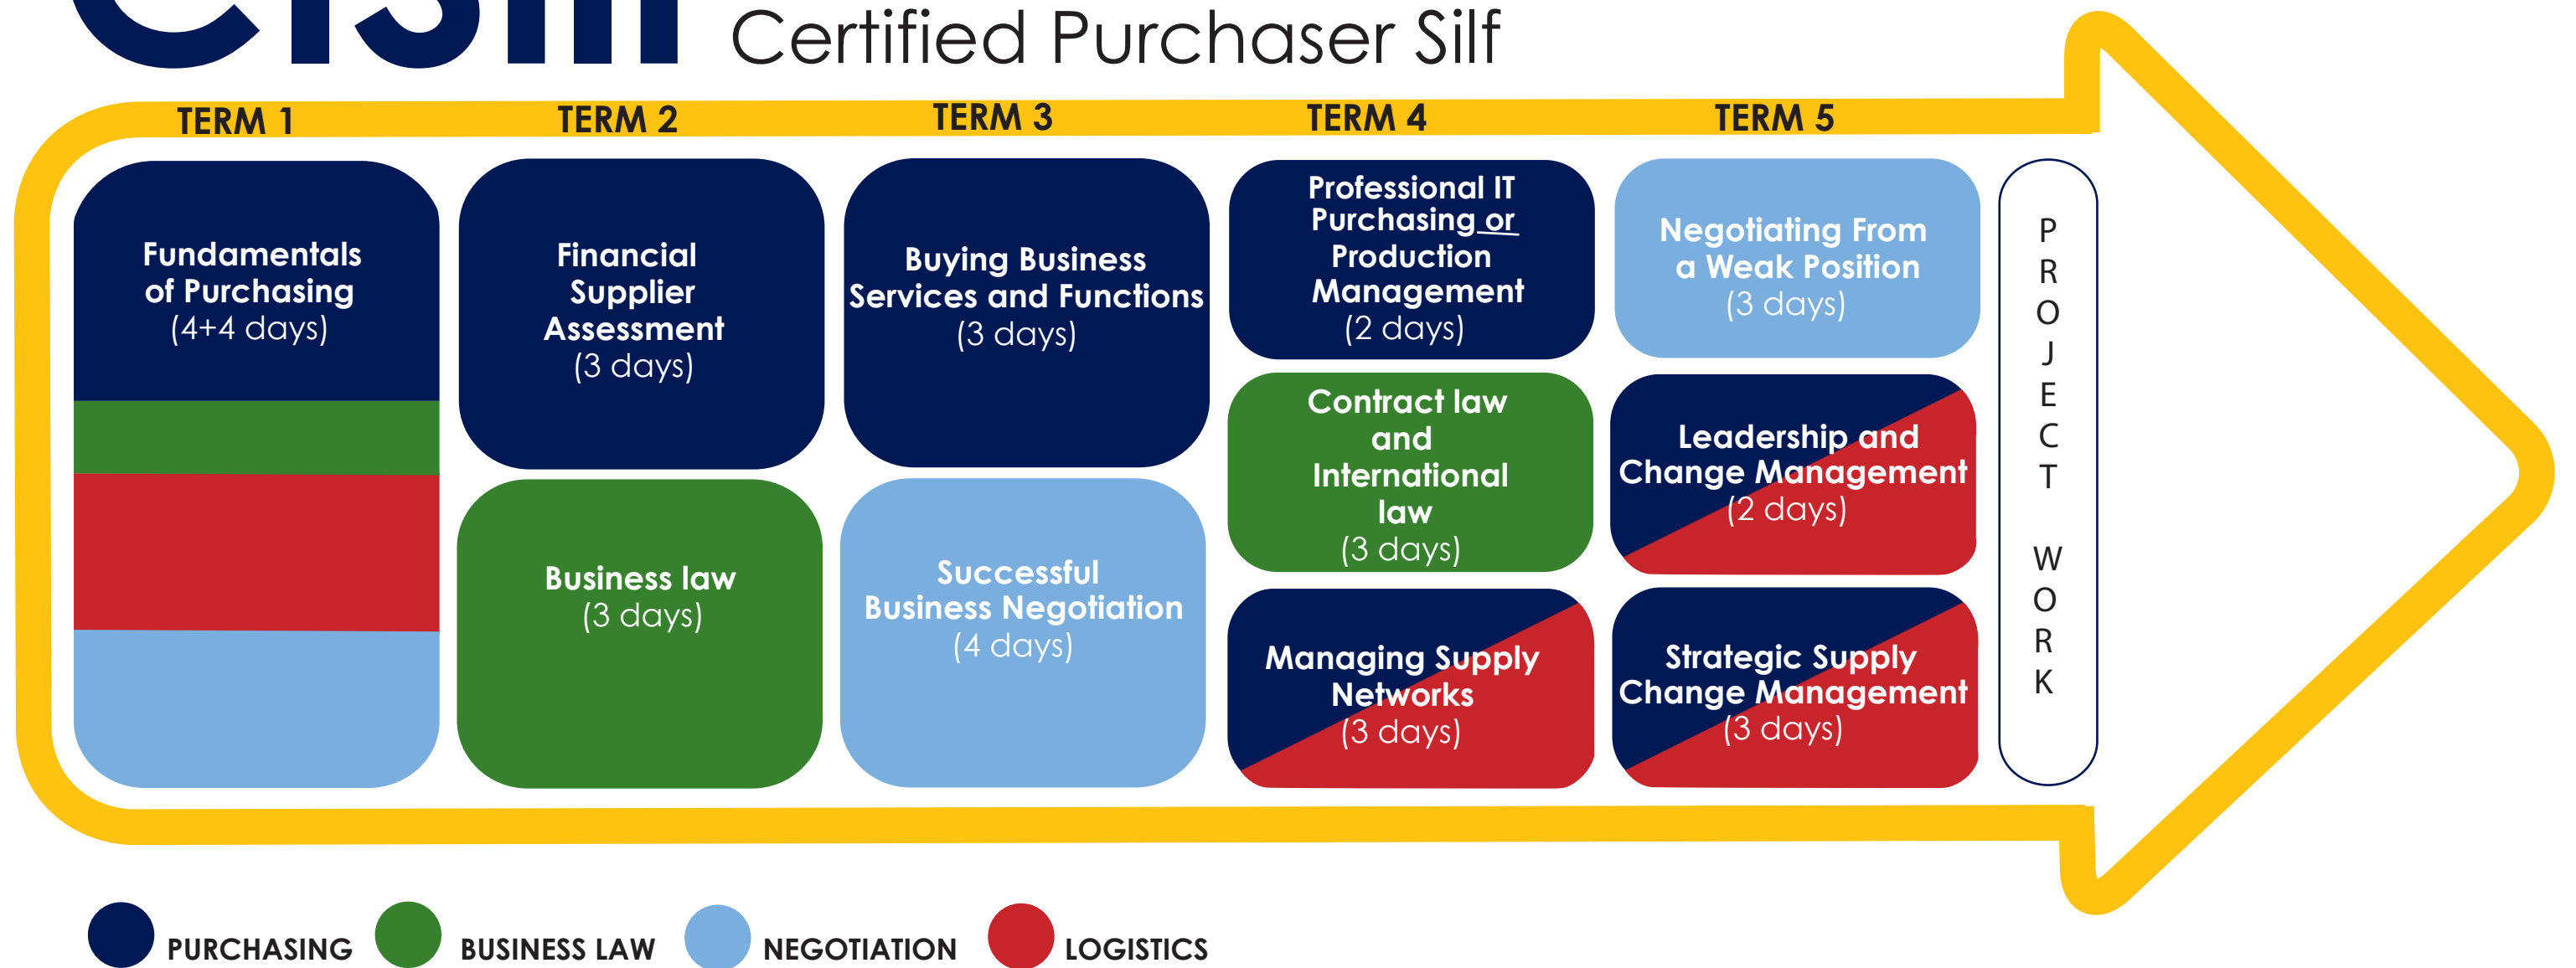 Certified Purchaser Silf
TERM 1
TERM 2
TERM 3
TERM 4
TERM 5
Fundamentals
of Purchasing
(4+4 days)
Financial
Supplier
Assessment
(3 days)
Business law
(3 days)
Buying Business
Services and Functions
(3 days)
Successful
Business Negotiation
(4 days)
Professional IT
Purchasing or
Production
Management
(2 days)
Contract law
and
International
law
(3 days)
Managing Supply
Networks
(3 days)
Negotiating From
a Weak Position
(3 days)
Leadership and
Change Management
(2 days)
Strategic Supply
Change Management
(3 days)
PROJECT WORK
PURCHASING
BUSINESS LAW
NEGOTIATION
LOGISTICS